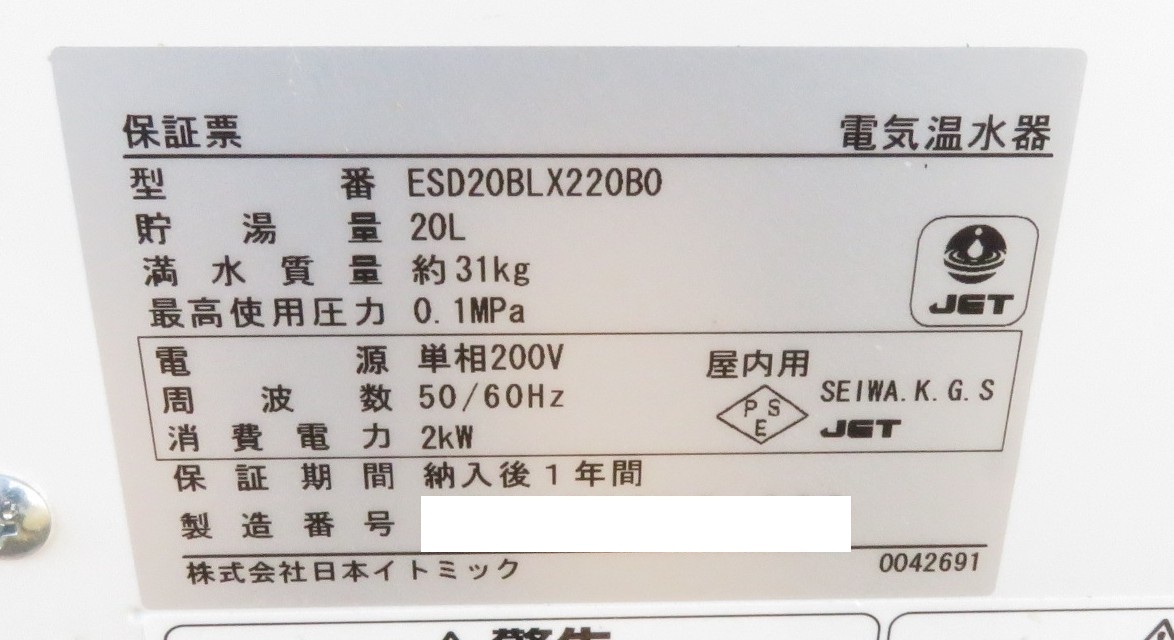 保証票 電気温水器
型番 ESD20BLX220B0
貯湯量 20L
満水質量 約31kg
最高使用圧力 0.1MPa
JET
電源 単相200V 屋内用
周波数 50/60Hz SEIWA.K.G.S
PSE
消費電力 2kW JET
保証期間 納入後1年間
製造番号
株式会社日本イトミック 0042691
警告